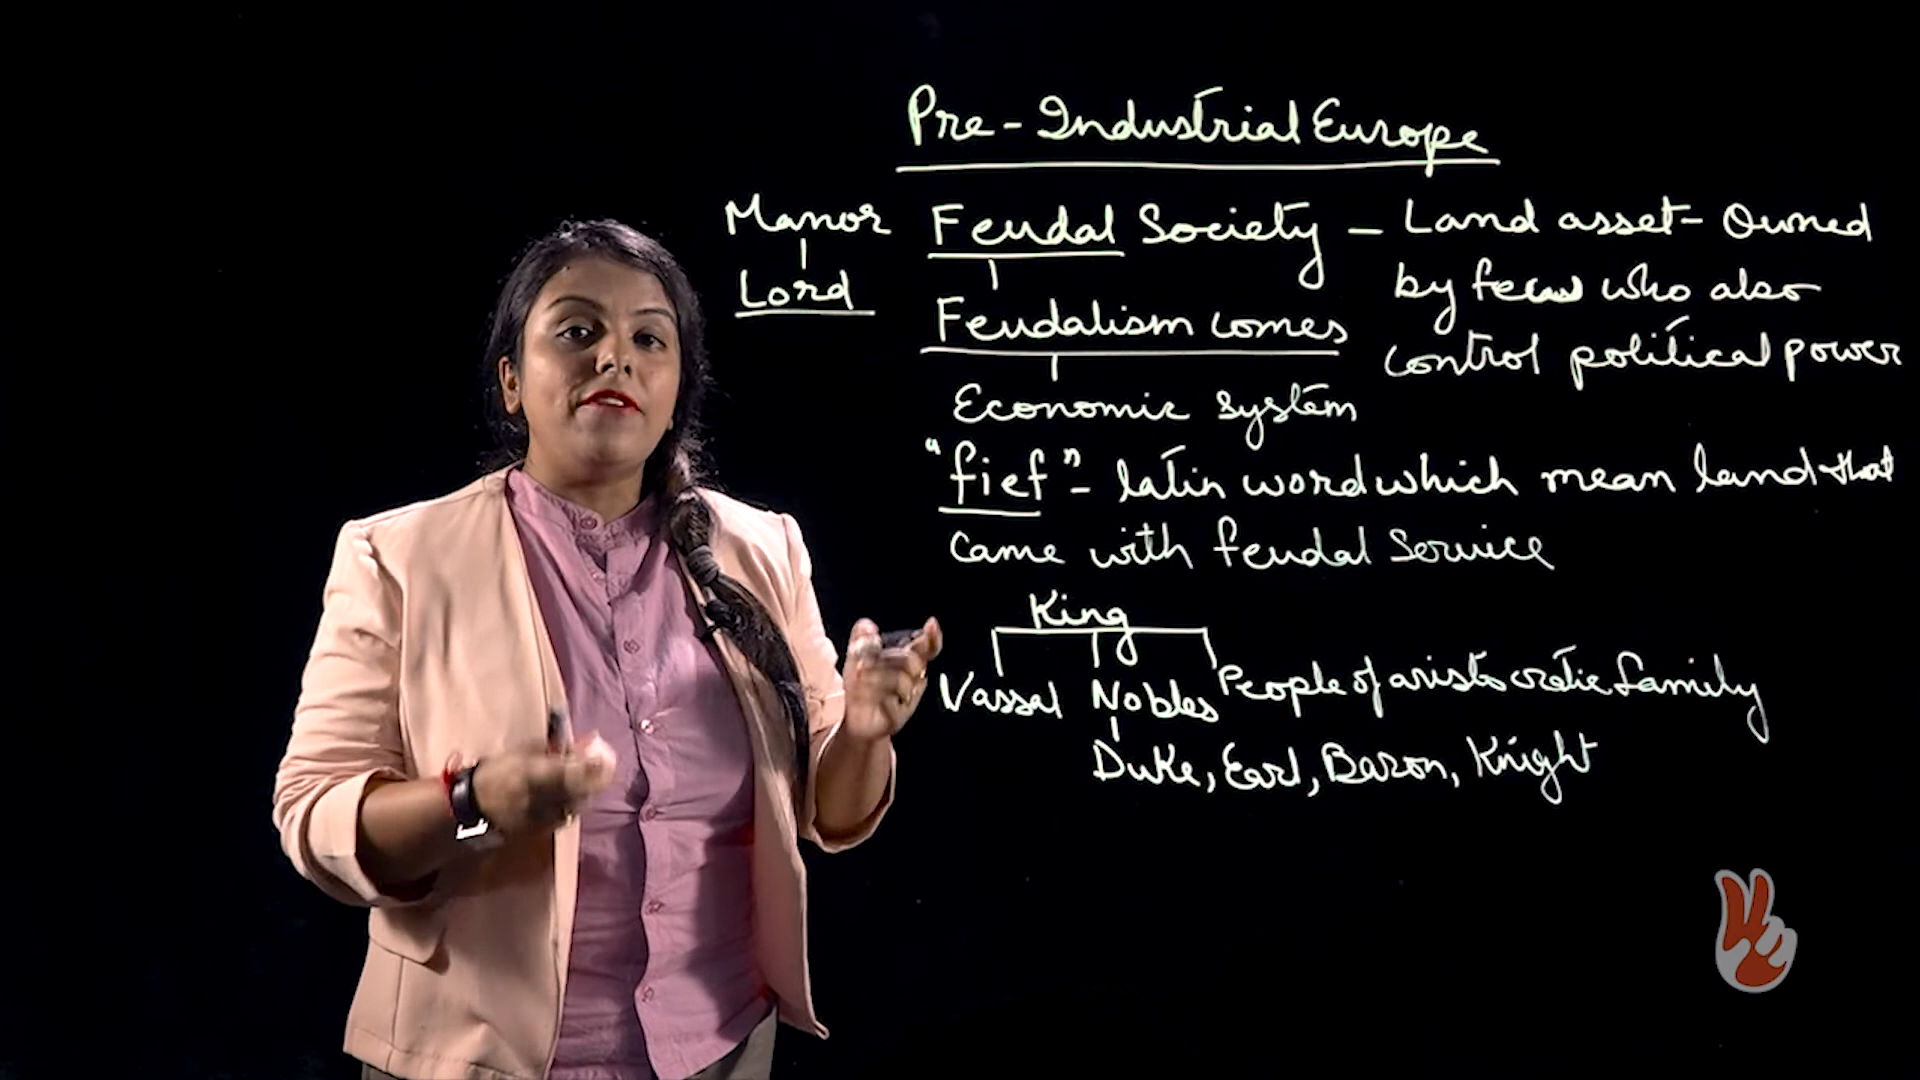 Pre-Industrial Europe
Manor
Lord
Feudal Society - Land asset - Owned
by few who also
control political power
Feudalism comes
Economic system
"fief" - latin word which mean land that
came with feudal Service
King
Vassal Nobles People of aristocratic family
Duke, Earl, Baron, Knight